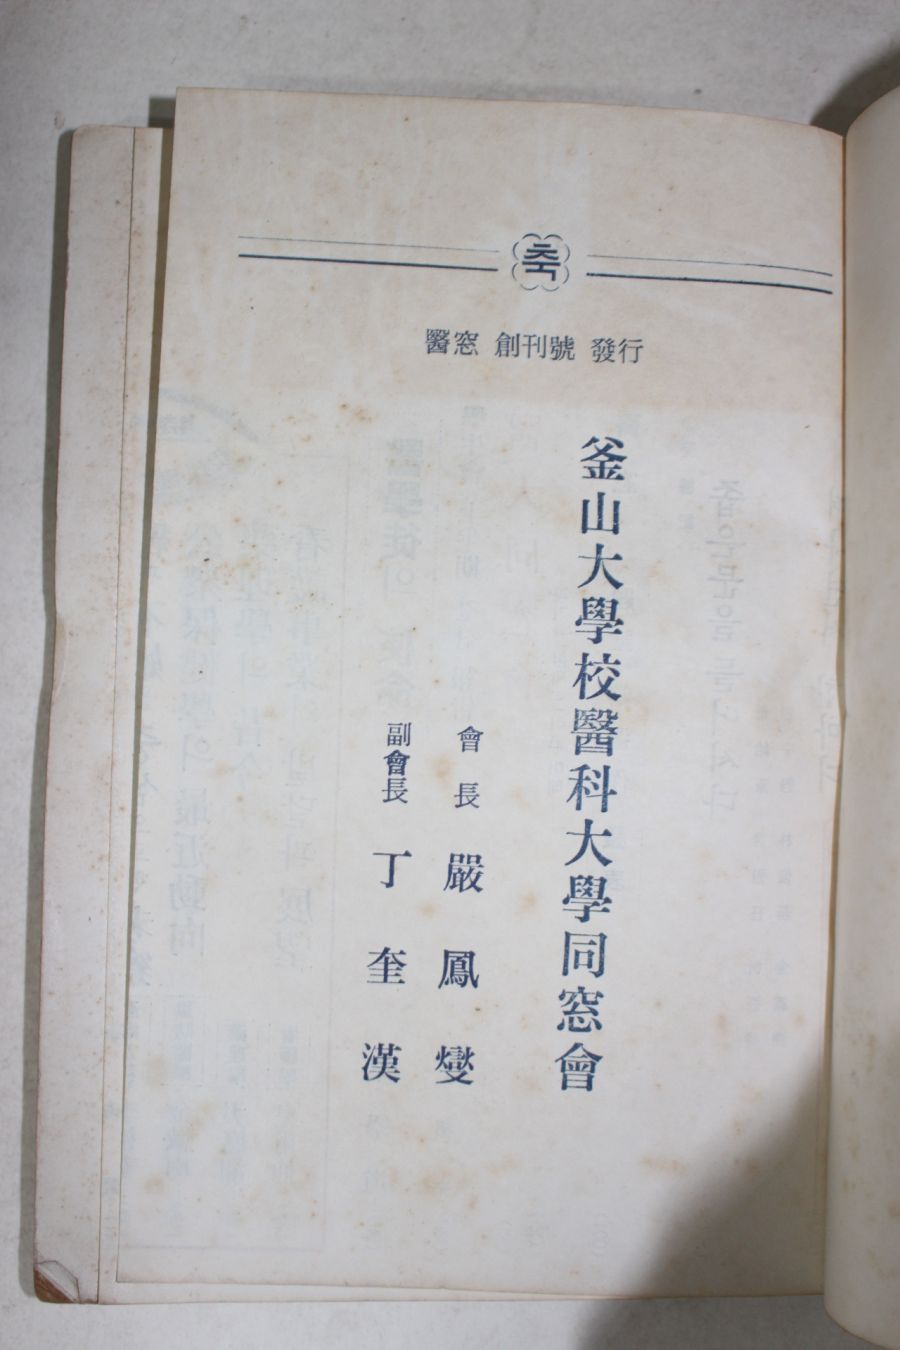 축
醫窓 創刊號 發行
釜山大學校醫科大學同窓會
會長 嚴鳳燮
副會長 丁奎漢